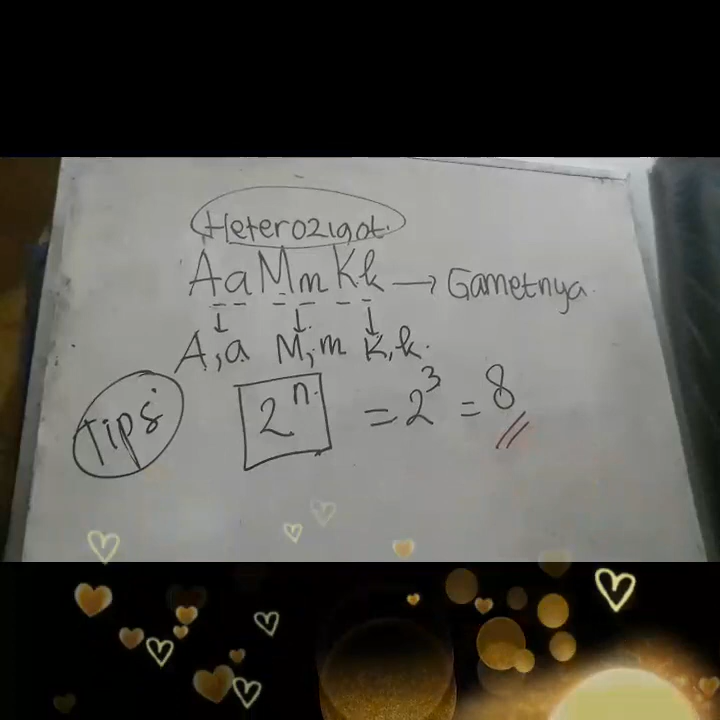 Heterozigot.
AaMmKk → Gametnya.
↓ ↓ ↓
A,a M,m K,k.
Tips 2ⁿ = 2³ = 8